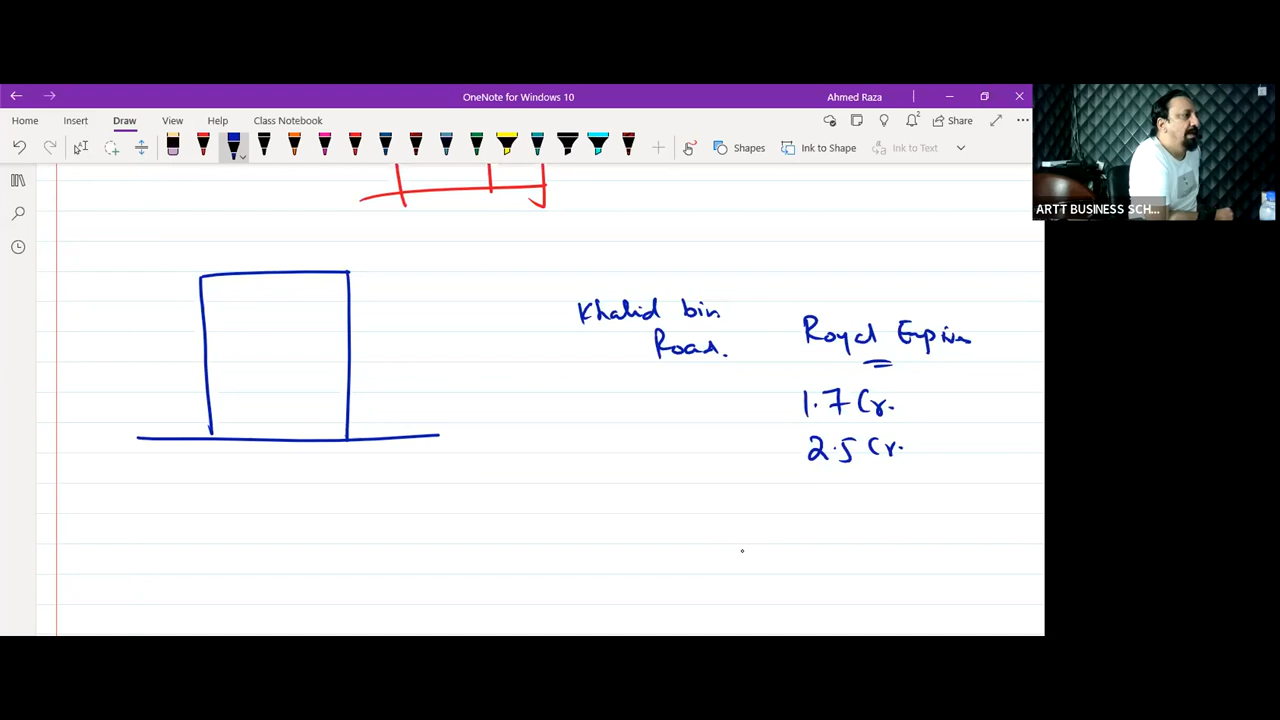 OneNote for Windows 10
Ahmed Raza
Home Insert Draw View Help Class Notebook
Share
Shapes Ink to Shape Ink to Text
ARTT BUSINESS SCH...
Khalid bin
Road.
Royal
1.7 Cr.
2.5 Cr.